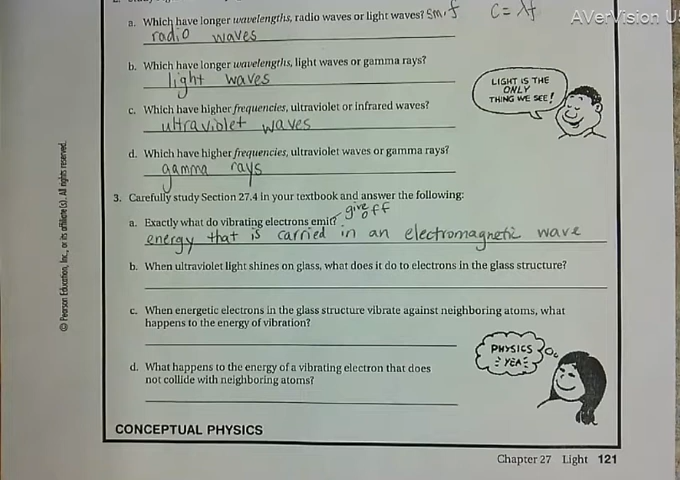 a. Which have longer wavelengths, radio waves or light waves? sm. f
c = λf
AVerVision U
radio waves
b. Which have longer wavelengths, light waves or gamma rays?
light waves
LIGHT IS THE
ONLY
THING WE SEE!
c. Which have higher frequencies, ultraviolet or infrared waves?
ultraviolet waves
d. Which have higher frequencies, ultraviolet waves or gamma rays?
gamma rays
3. Carefully study Section 27.4 in your textbook and answer the following:
give off
a. Exactly what do vibrating electrons emit?
energy that is carried in an electromagnetic wave
b. When ultraviolet light shines on glass, what does it do to electrons in the glass structure?
c. When energetic electrons in the glass structure vibrate against neighboring atoms, what
happens to the energy of vibration?
PHYSICS
YEA
d. What happens to the energy of a vibrating electron that does
not collide with neighboring atoms?
CONCEPTUAL PHYSICS
Chapter 27 Light 121
© Pearson Education, Inc., or its affiliate(s). All rights reserved.